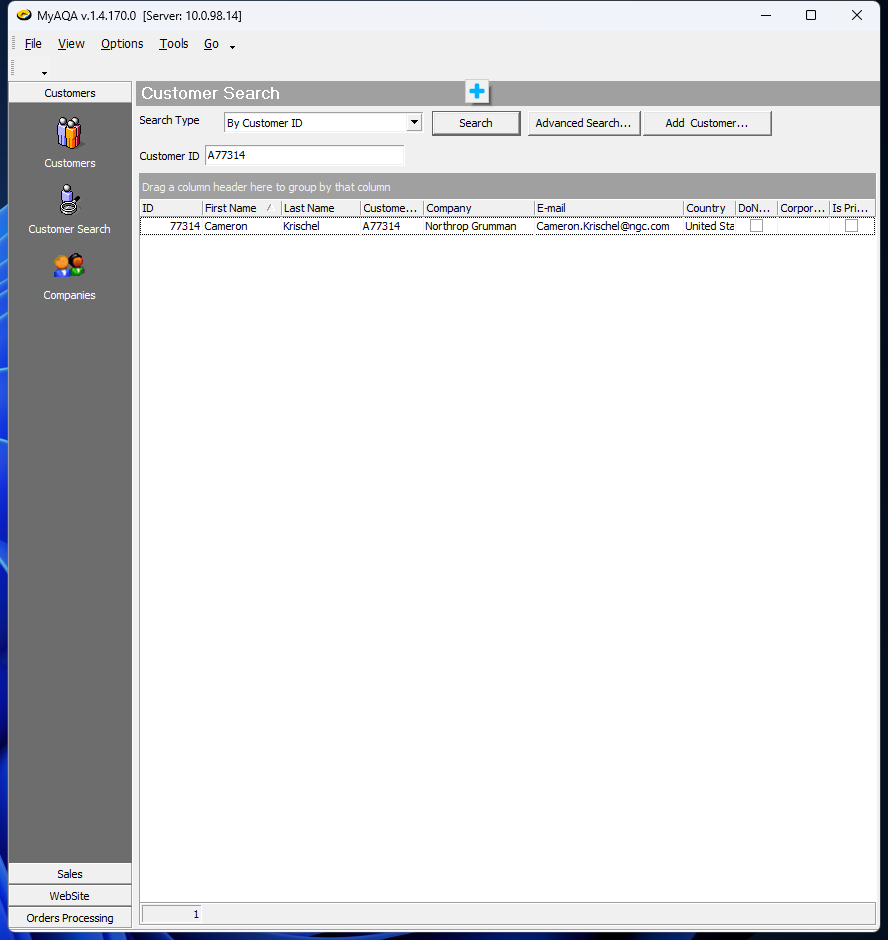 MyAQA v.1.4.170.0 [Server: 10.0.98.14]
File View Options Tools Go
Customers
Customers
Customer Search
Companies
Sales
WebSite
Orders Processing
Customer Search
Search Type By Customer ID Search Advanced Search... Add Customer...
Customer ID A77314
Drag a column header here to group by that column
ID First Name Last Name Custome... Company E-mail Country DoN... Corpor... Is Pri...
77314 Cameron Krischel A77314 Northrop Grumman Cameron.Krischel@ngc.com United Sta
1